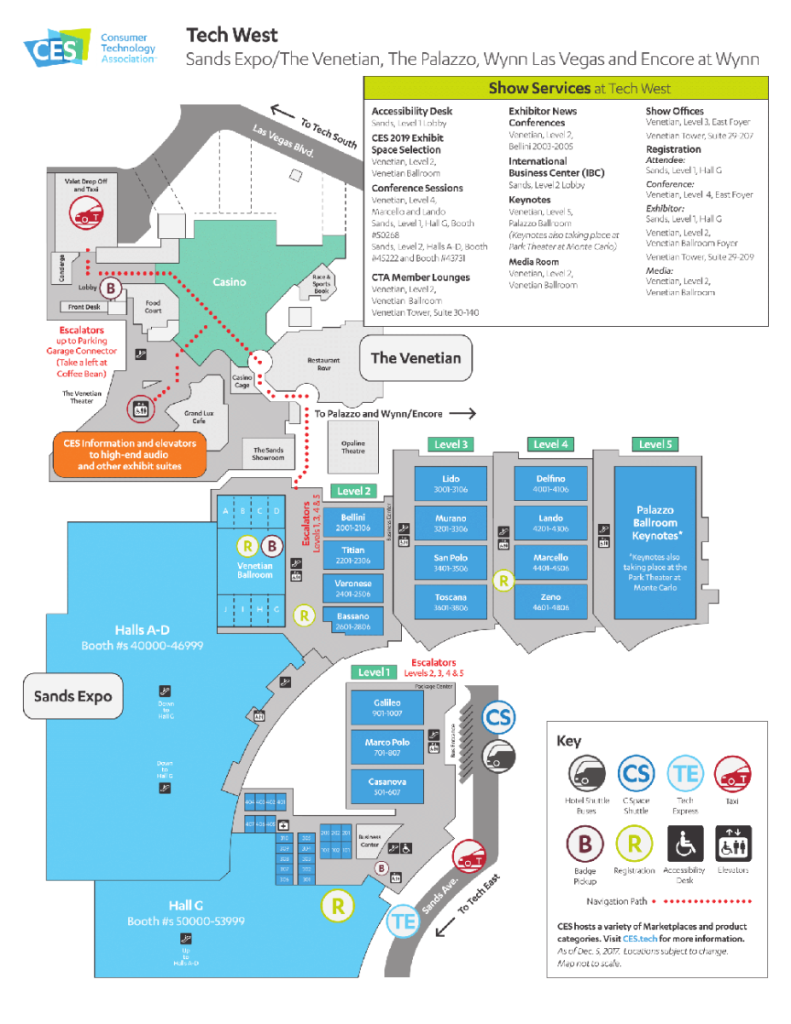 CES
Consumer
Technology
Association
Tech West
Sands Expo/The Venetian, The Palazzo, Wynn Las Vegas and Encore at Wynn
Show Services at Tech West
Accessibility Desk
Sands, Level 1 Lobby
CES 2019 Exhibit
Space Selection
Venetian, Level 2,
Venetian Ballroom
Conference Sessions
Venetian, Level 4,
Marcello and Lando
Sands, Level 1, Hall G, Booth
#50268
Sands, Level 2, Halls A-D, Booth
#45222 and Booth #43731
CTA Member Lounges
Venetian, Level 2,
Venetian Ballroom
Venetian Tower, Suite 30-140
Exhibitor News
Conferences
Venetian, Level 2,
Bellini 2003-2005
International
Business Center (IBC)
Sands, Level 2 Lobby
Keynotes
Venetian, Level 5,
Palazzo Ballroom
(Keynotes also taking place at
Park Theater at Monte Carlo)
Media Room
Venetian, Level 2,
Venetian Ballroom
Show Offices
Venetian, Level 3, East Foyer
Venetian Tower, Suite 29-207
Registration
Attendee:
Sands, Level 1, Hall G
Conference:
Venetian, Level 4, East Foyer
Exhibitor:
Sands, Level 1, Hall G
Venetian, Level 2,
Venetian Ballroom Foyer
Venetian Tower, Suite 29-209
Media:
Venetian, Level 2,
Venetian Ballroom
To Tech South
Las Vegas Blvd.
Valet Drop Off
and Taxi
T
Concierge
Lobby
B
Front Desk
Food
Court
Casino
Race &
Sports
Book
Escalators
up to Parking
Garage Connector
(Take a left at
Coffee Bean)
The Venetian
Theater
Restaurant
Row
The Venetian
Casino
Cage
Grand Lux
Cafe
To Palazzo and Wynn/Encore
CES Information and elevators
to high-end audio
and other exhibit suites
The Sands
Showroom
Opaline
Theatre
Level 3
Level 4
Level 5
Level 2
Escalators
Levels 1, 3, 4 & 5
Business Center
A B C D
R B
Venetian
Ballroom
J I H G
R
Bellini
2001-2106
Titian
2201-2306
Veronese
2401-2506
Bassano
2601-2806
Lido
3001-3106
Murano
3201-3306
San Polo
3401-3506
Toscana
3601-3806
Delfino
4001-4106
Lando
4201-4306
Marcello
4401-4506
Zeno
4601-4806
R
Palazzo
Ballroom
Keynotes*
*Keynotes also
taking place at the
Park Theater at
Monte Carlo
Halls A-D
Booth #s 40000-46999
Sands Expo
Down
to
Hall G
Down
to
Hall G
Level 1
Escalators
Levels 2, 3, 4 & 5
Package Center
Galileo
901-1007
Marco Polo
701-807
Casanova
501-607
Bus Entrance
CS
Business
Center
B
Hall G
Booth #s 50000-53999
Up
to
Halls A-D
R
TE
T
Sands Ave.
To Tech East
Key
CS
TE
T
Hotel Shuttle
Buses
C Space
Shuttle
Tech
Express
Taxi
B
R
Badge
Pickup
Registration
Accessibility
Desk
Elevators
Navigation Path
CES hosts a variety of Marketplaces and product
categories. Visit CES.tech for more information.
As of Dec. 5, 2017. Locations subject to change.
Map not to scale.